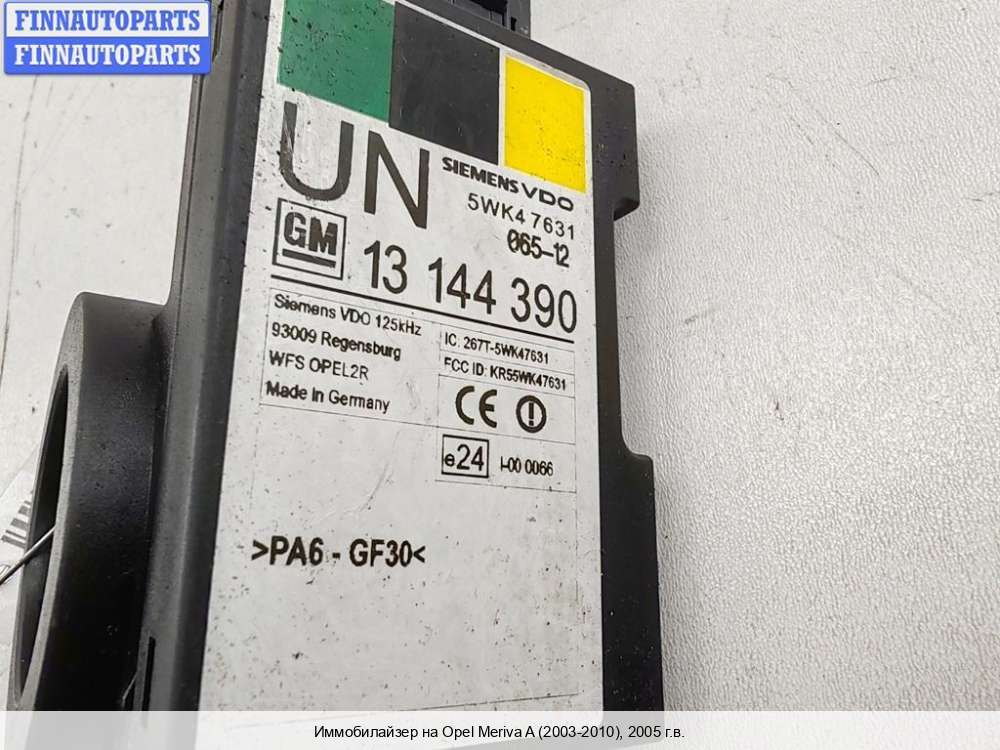 FINNAUTOPARTS
FINNAUTOPARTS
UN
SIEMENS VDO
5WK4 7631
065-12
GM
13 144 390
Siemens VDO 125kHz
93009 Regensburg
WFS OPEL2R
Made in Germany
IC: 267T-5WK47631
FCC ID: KR55WK47631
CE
e24
I-00 0066
>PA6 - GF30<
Иммобилайзер на Opel Meriva A (2003-2010), 2005 г.в.